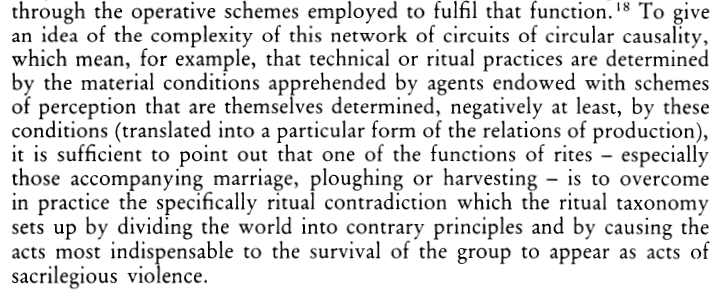 through the operative schemes employed to fulfil that function.¹⁸ To give
an idea of the complexity of this network of circuits of circular causality,
which mean, for example, that technical or ritual practices are determined
by the material conditions apprehended by agents endowed with schemes
of perception that are themselves determined, negatively at least, by these
conditions (translated into a particular form of the relations of production),
it is sufficient to point out that one of the functions of rites – especially
those accompanying marriage, ploughing or harvesting – is to overcome
in practice the specifically ritual contradiction which the ritual taxonomy
sets up by dividing the world into contrary principles and by causing the
acts most indispensable to the survival of the group to appear as acts of
sacrilegious violence.